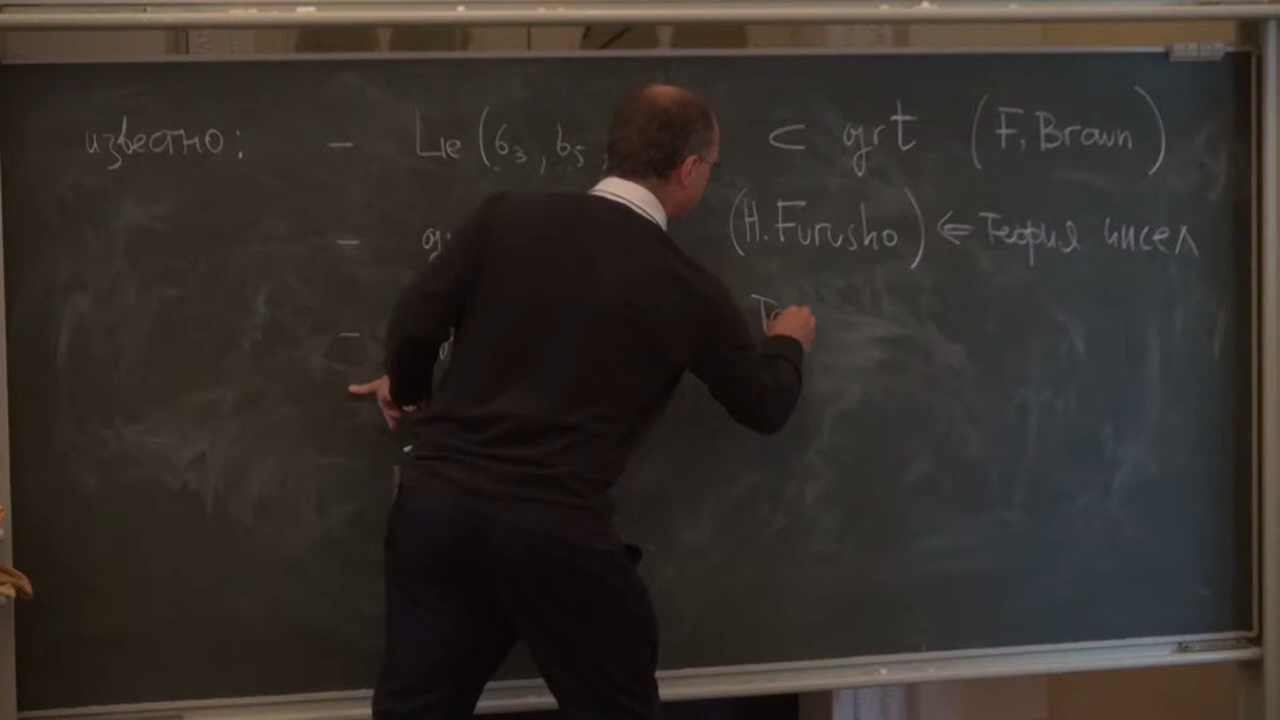 известно: - Lie (σ₃, σ₅, ⊂ grt (F. Brown)
- (H. Furusho) ⇐ Теория чисел
-